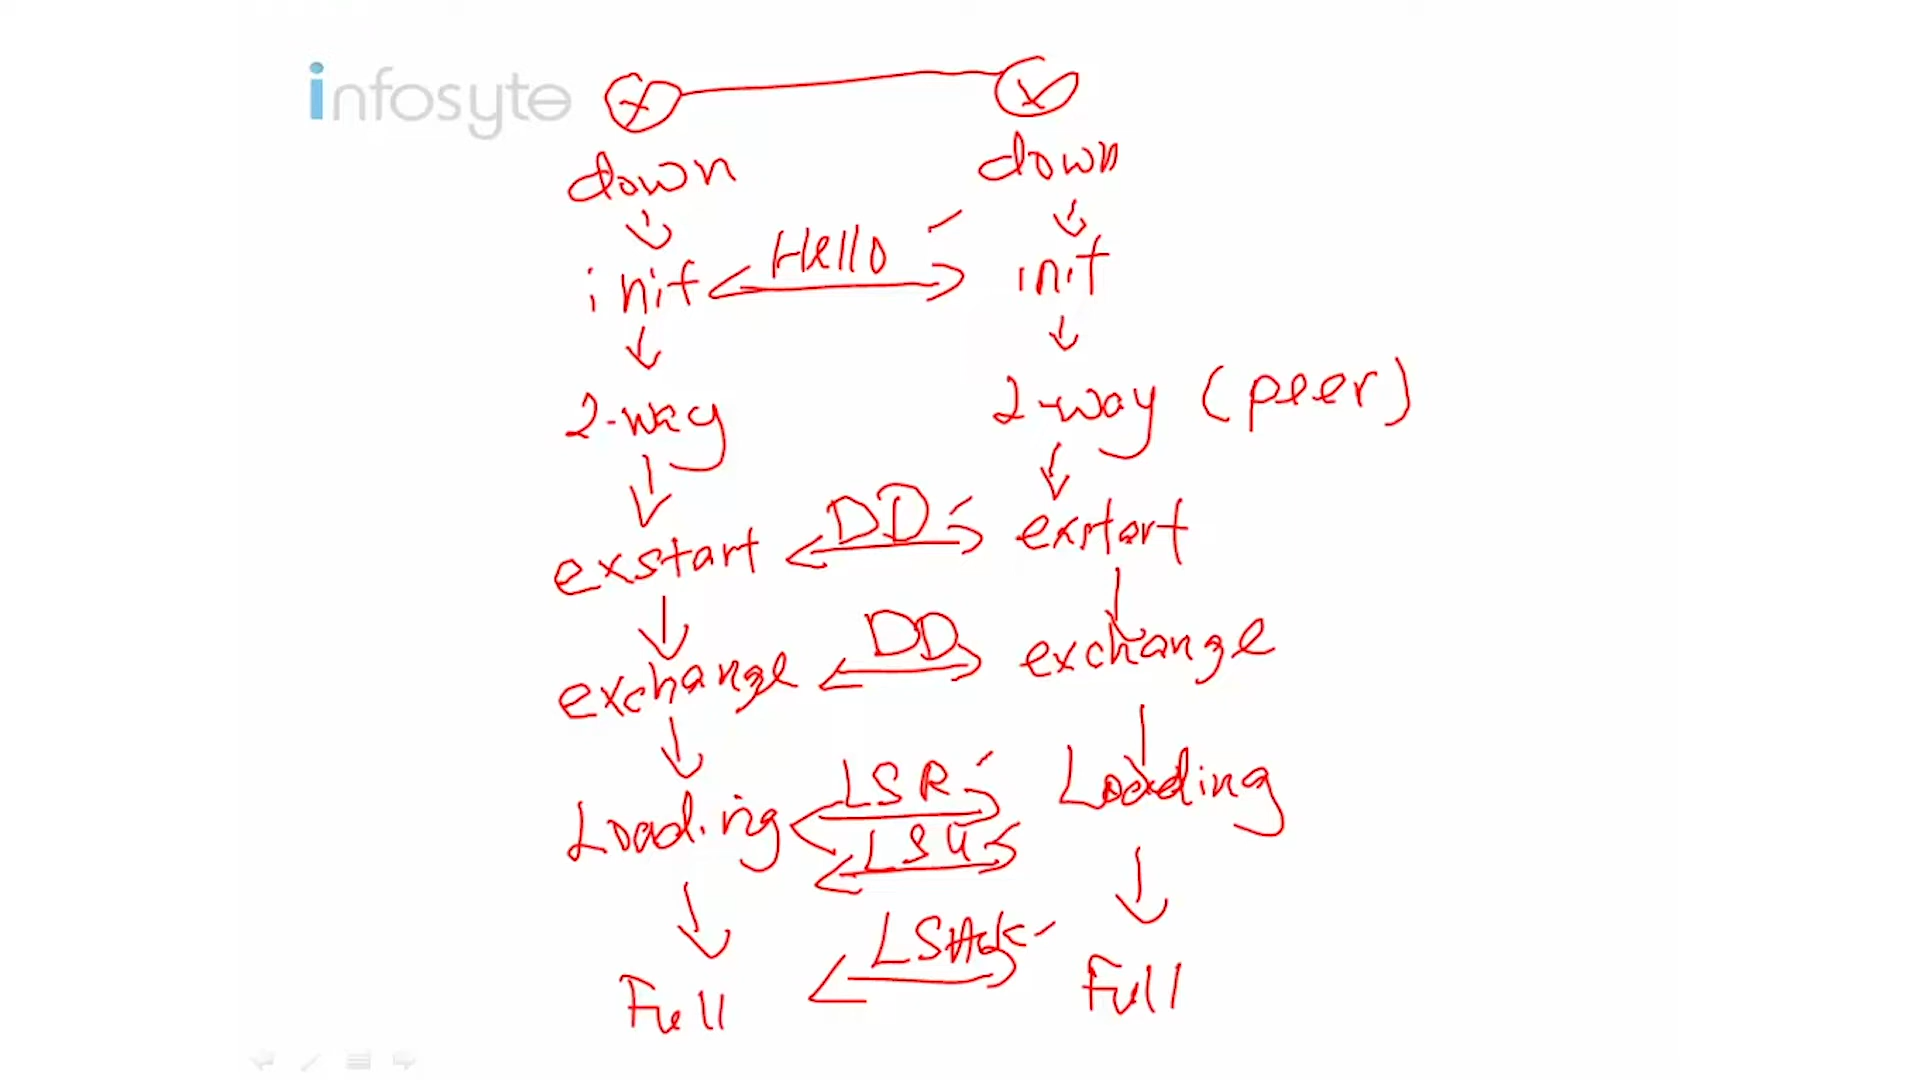 infosyte
down down
init Hello init
2-way 2-way (peer)
exstart DD exstart
exchange DD exchange
Loading LSR Loading
LSU
LSAck
Full Full